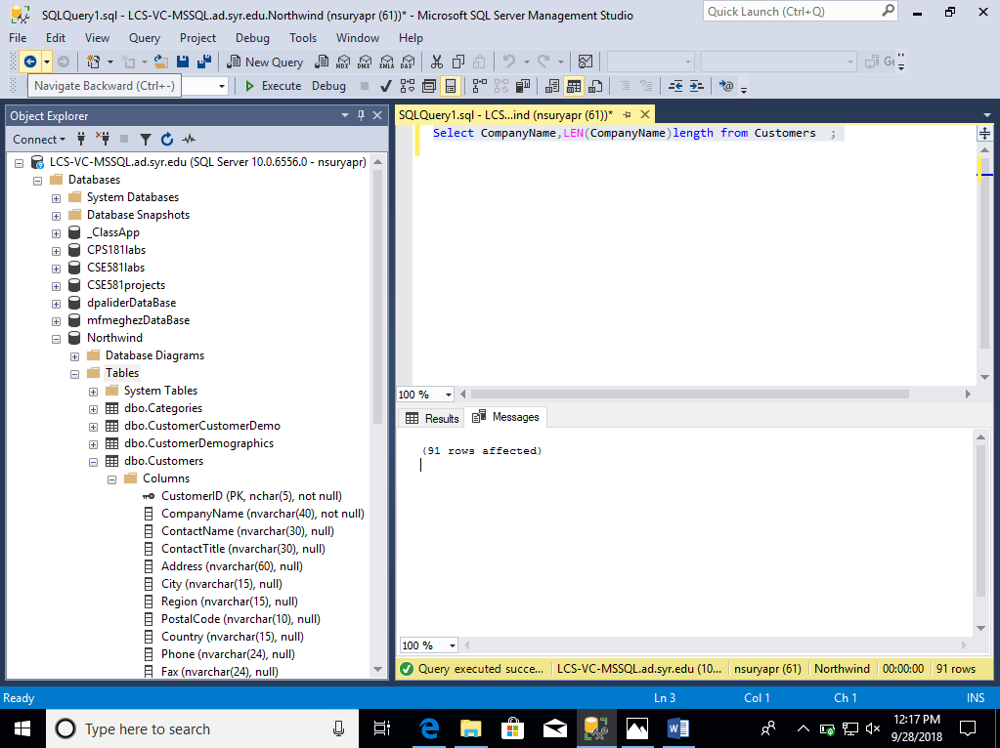 SQLQuery1.sql - LCS-VC-MSSQL.ad.syr.edu.Northwind (nsuryapr (61))* - Microsoft SQL Server Management Studio
Quick Launch (Ctrl+Q)
File Edit View Query Project Debug Tools Window Help
New Query MDX DMX XMLA DAX
Navigate Backward (Ctrl+-)
Execute Debug
Object Explorer
SQLQuery1.sql - LCS...ind (nsuryapr (61))*
Connect
Select CompanyName,LEN(CompanyName)length from Customers ;
LCS-VC-MSSQL.ad.syr.edu (SQL Server 10.0.6556.0 - nsuryapr)
Databases
System Databases
Database Snapshots
_ClassApp
CPS181labs
CSE581labs
CSE581projects
dpaliderDataBase
mfmeghezDataBase
Northwind
Database Diagrams
Tables
System Tables
dbo.Categories
dbo.CustomerCustomerDemo
dbo.CustomerDemographics
dbo.Customers
Columns
CustomerID (PK, nchar(5), not null)
CompanyName (nvarchar(40), not null)
ContactName (nvarchar(30), null)
ContactTitle (nvarchar(30), null)
Address (nvarchar(60), null)
City (nvarchar(15), null)
Region (nvarchar(15), null)
PostalCode (nvarchar(10), null)
Country (nvarchar(15), null)
Phone (nvarchar(24), null)
Fax (nvarchar(24), null)
100 %
Results Messages
(91 rows affected)
100 %
Query executed succe... LCS-VC-MSSQL.ad.syr.edu (10... nsuryapr (61) Northwind 00:00:00 91 rows
Ready Ln 3 Col 1 Ch 1 INS
Type here to search
12:17 PM
9/28/2018